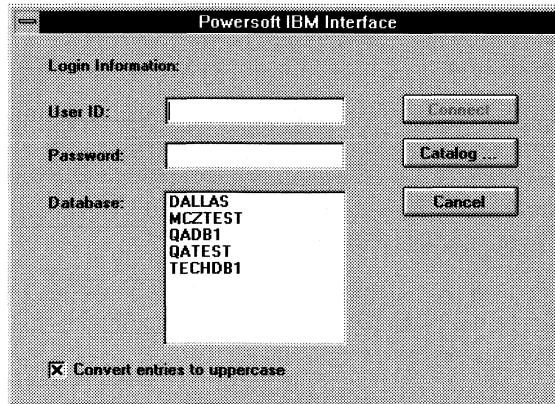 Powersoft IBM Interface
Login Information:
User ID:
Connect
Password:
Catalog ...
Database:
DALLAS
MCZTEST
QADB1
QATEST
TECHDB1
Cancel
Convert entries to uppercase